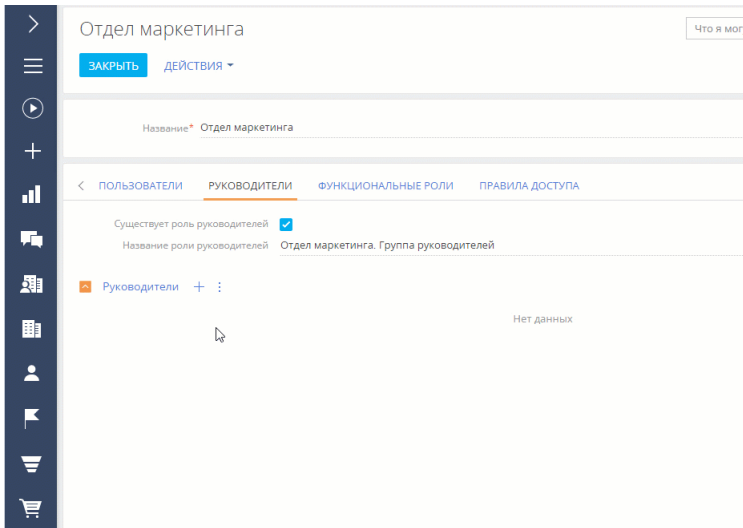 Отдел маркетинга
Что я мог
ЗАКРЫТЬ ДЕЙСТВИЯ
Название* Отдел маркетинга
ПОЛЬЗОВАТЕЛИ РУКОВОДИТЕЛИ ФУНКЦИОНАЛЬНЫЕ РОЛИ ПРАВИЛА ДОСТУПА
Существует роль руководителей
Название роли руководителей Отдел маркетинга. Группа руководителей
Руководители
Нет данных